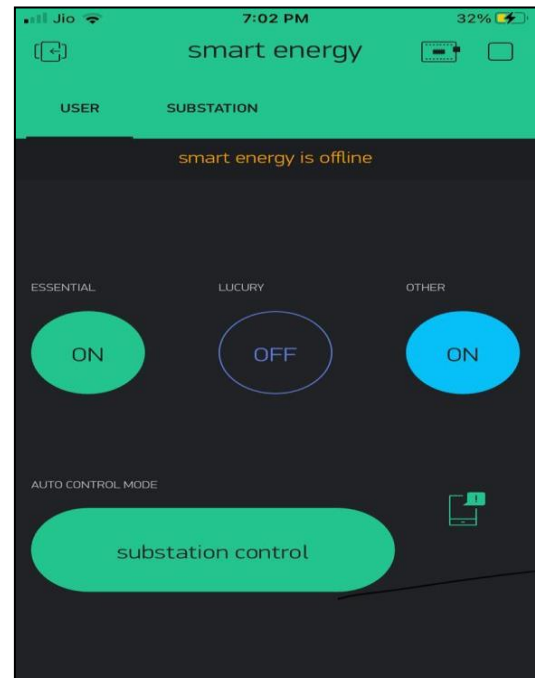 Jio 7:02 PM 32%
smart energy
USER SUBSTATION
smart energy is offline
ESSENTIAL LUCURY OTHER
ON OFF ON
AUTO CONTROL MODE
!
substation control